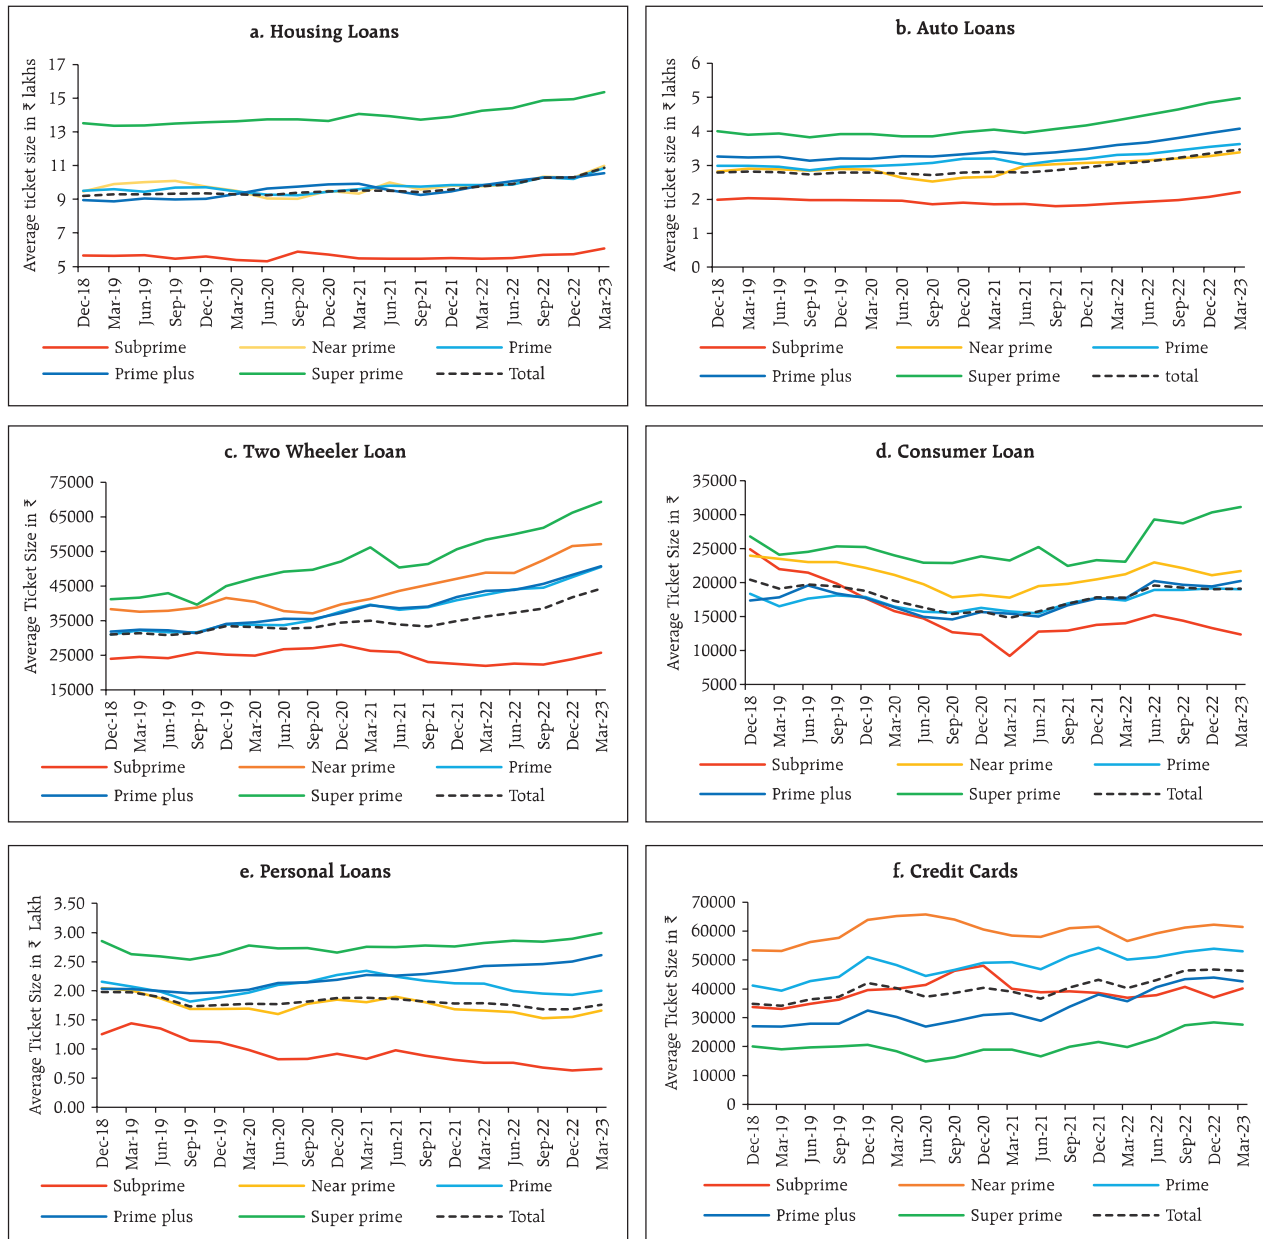 a. Housing Loans
Average ticket size in ₹ lakhs
17
15
13
11
9
7
5
Dec-18 Mar-19 Jun-19 Sep-19 Dec-19 Mar-20 Jun-20 Sep-20 Dec-20 Mar-21 Jun-21 Sep-21 Dec-21 Mar-22 Jun-22 Sep-22 Dec-22 Mar-23
Subprime Near prime Prime
Prime plus Super prime Total
b. Auto Loans
Average ticket size in ₹ lakhs
6
5
4
3
2
1
0
Dec-18 Mar-19 Jun-19 Sep-19 Dec-19 Mar-20 Jun-20 Sep-20 Dec-20 Mar-21 Jun-21 Sep-21 Dec-21 Mar-22 Jun-22 Sep-22 Dec-22 Mar-23
Subprime Near prime Prime
Prime plus Super prime total
c. Two Wheeler Loan
Average Ticket Size in ₹
75000
65000
55000
45000
35000
25000
15000
Dec-18 Mar-19 Jun-19 Sep-19 Dec-19 Mar-20 Jun-20 Sep-20 Dec-20 Mar-21 Jun-21 Sep-21 Dec-21 Mar-22 Jun-22 Sep-22 Dec-22 Mar-23
Subprime Near prime Prime
Prime plus Super prime Total
d. Consumer Loan
Average Ticket Size in ₹
35000
30000
25000
20000
15000
10000
5000
Dec-18 Mar-19 Jun-19 Sep-19 Dec-19 Mar-20 Jun-20 Sep-20 Dec-20 Mar-21 Jun-21 Sep-21 Dec-21 Mar-22 Jun-22 Sep-22 Dec-22 Mar-23
Subprime Near prime Prime
Prime plus Super prime Total
e. Personal Loans
Average Ticket Size in ₹ Lakh
3.50
3.00
2.50
2.00
1.50
1.00
0.50
0.00
Dec-18 Mar-19 Jun-19 Sep-19 Dec-19 Mar-20 Jun-20 Sep-20 Dec-20 Mar-21 Jun-21 Sep-21 Dec-21 Mar-22 Jun-22 Sep-22 Dec-22 Mar-23
Subprime Near prime Prime
Prime plus Super prime Total
f. Credit Cards
Average Ticket Size in ₹
70000
60000
50000
40000
30000
20000
10000
0
Dec-18 Mar-19 Jun-19 Sep-19 Dec-19 Mar-20 Jun-20 Sep-20 Dec-20 Mar-21 Jun-21 Sep-21 Dec-21 Mar-22 Jun-22 Sep-22 Dec-22 Mar-23
Subprime Near prime Prime
Prime plus Super prime Total